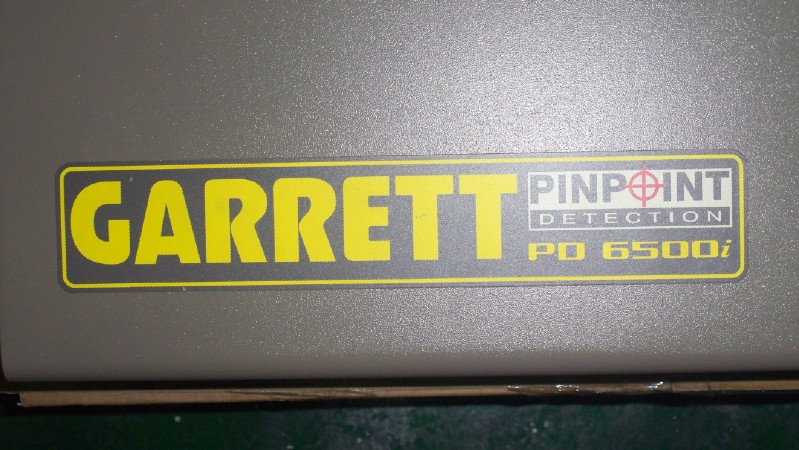 GARRETT
PINPOINT
DETECTION
PD 6500i